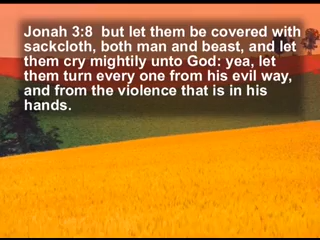 Jonah 3:8  but let them be covered with
sackcloth, both man and beast, and let
them cry mightily unto God: yea, let
them turn every one from his evil way,
and from the violence that is in his
hands.